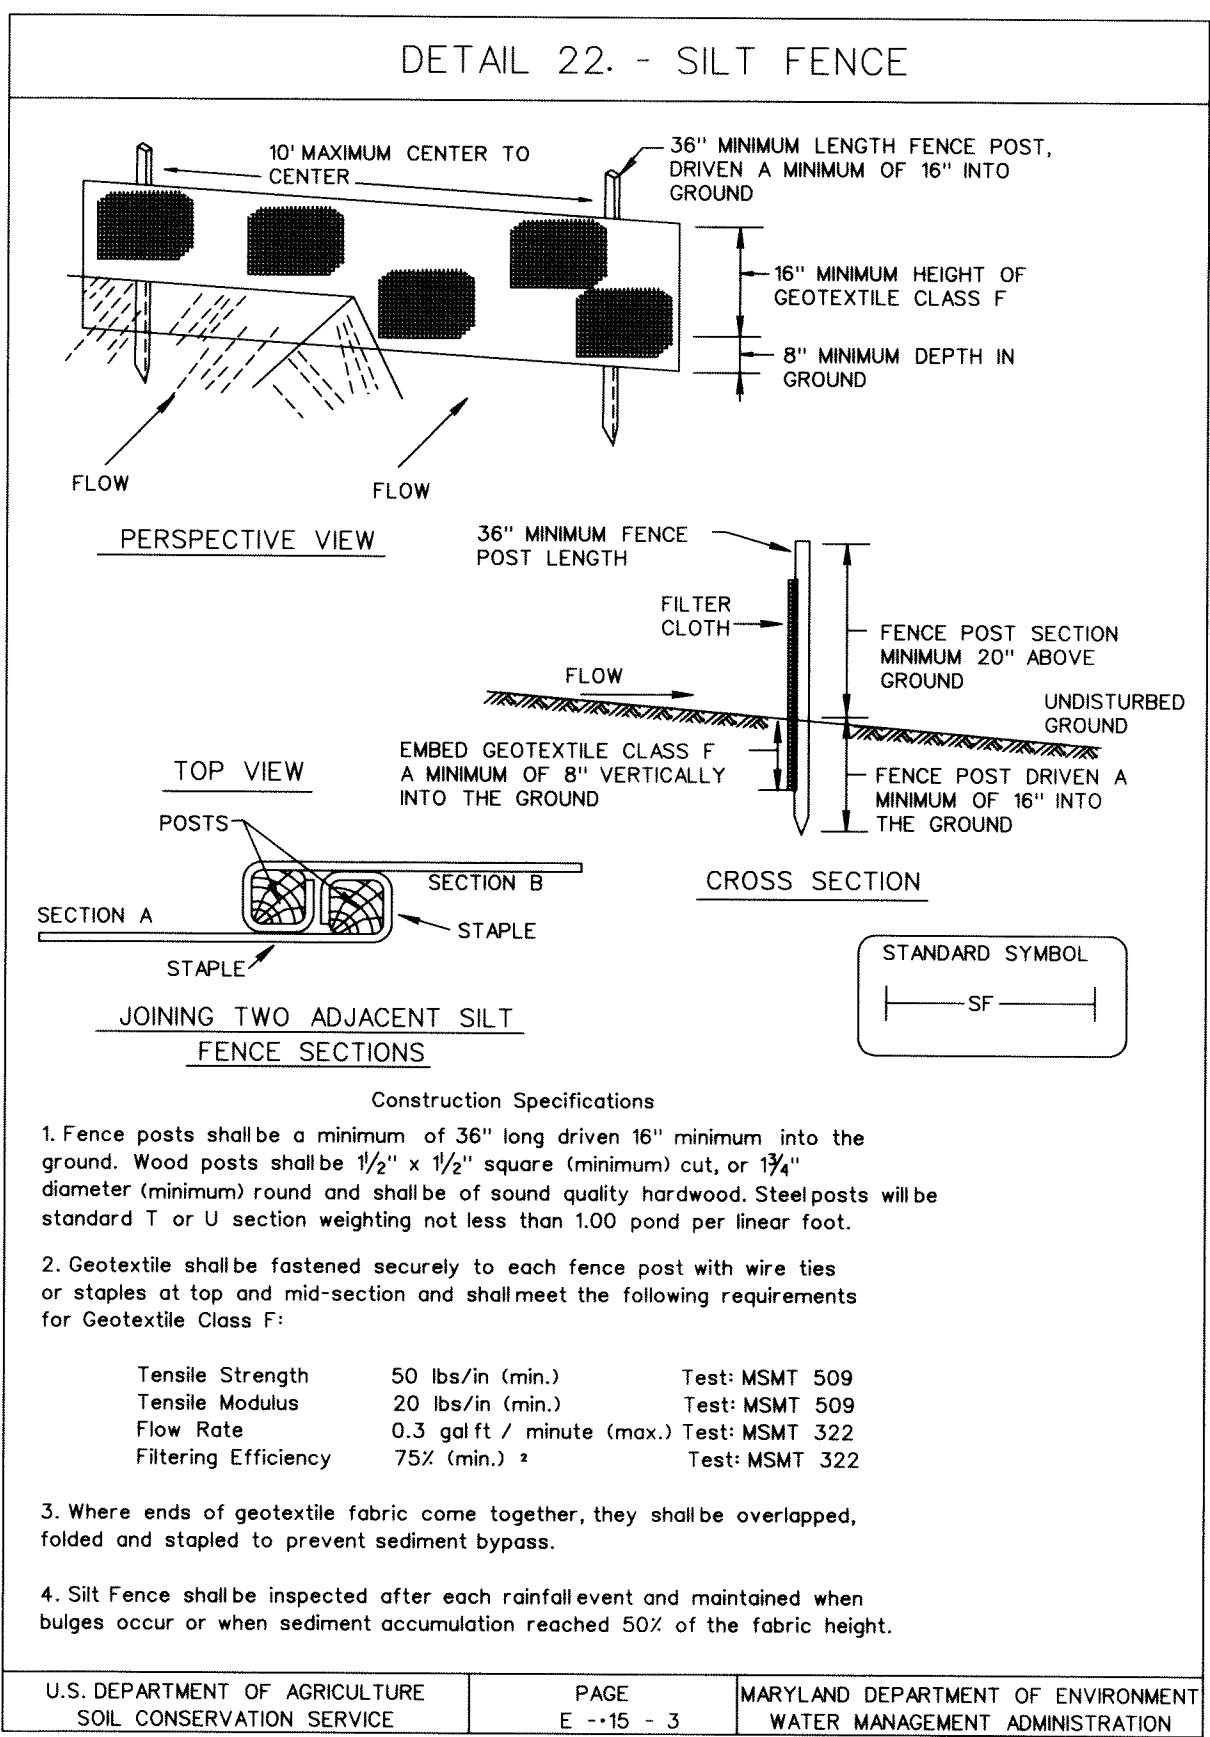 DETAIL 22. - SILT FENCE
10' MAXIMUM CENTER TO
CENTER
36" MINIMUM LENGTH FENCE POST,
DRIVEN A MINIMUM OF 16" INTO
GROUND
16" MINIMUM HEIGHT OF
GEOTEXTILE CLASS F
8" MINIMUM DEPTH IN
GROUND
FLOW
FLOW
PERSPECTIVE VIEW
36" MINIMUM FENCE
POST LENGTH
FILTER
CLOTH
FENCE POST SECTION
MINIMUM 20" ABOVE
GROUND
FLOW
UNDISTURBED
GROUND
EMBED GEOTEXTILE CLASS F
A MINIMUM OF 8" VERTICALLY
INTO THE GROUND
FENCE POST DRIVEN A
MINIMUM OF 16" INTO
THE GROUND
CROSS SECTION
TOP VIEW
POSTS
SECTION B
SECTION A
STAPLE
STAPLE
JOINING TWO ADJACENT SILT
FENCE SECTIONS
STANDARD SYMBOL
SF
Construction Specifications
1. Fence posts shall be a minimum of 36" long driven 16" minimum into the
ground. Wood posts shall be 1 1/2" x 1 1/2" square (minimum) cut, or 1 3/4"
diameter (minimum) round and shall be of sound quality hardwood. Steel posts will be
standard T or U section weighting not less than 1.00 pond per linear foot.
2. Geotextile shall be fastened securely to each fence post with wire ties
or staples at top and mid-section and shall meet the following requirements
for Geotextile Class F:
Tensile Strength 50 lbs/in (min.) Test: MSMT 509
Tensile Modulus 20 lbs/in (min.) Test: MSMT 509
Flow Rate 0.3 gal ft / minute (max.) Test: MSMT 322
Filtering Efficiency 75% (min.) ² Test: MSMT 322
3. Where ends of geotextile fabric come together, they shall be overlapped,
folded and stapled to prevent sediment bypass.
4. Silt Fence shall be inspected after each rainfall event and maintained when
bulges occur or when sediment accumulation reached 50% of the fabric height.
U.S. DEPARTMENT OF AGRICULTURE
SOIL CONSERVATION SERVICE
PAGE
E -·15 - 3
MARYLAND DEPARTMENT OF ENVIRONMENT
WATER MANAGEMENT ADMINISTRATION